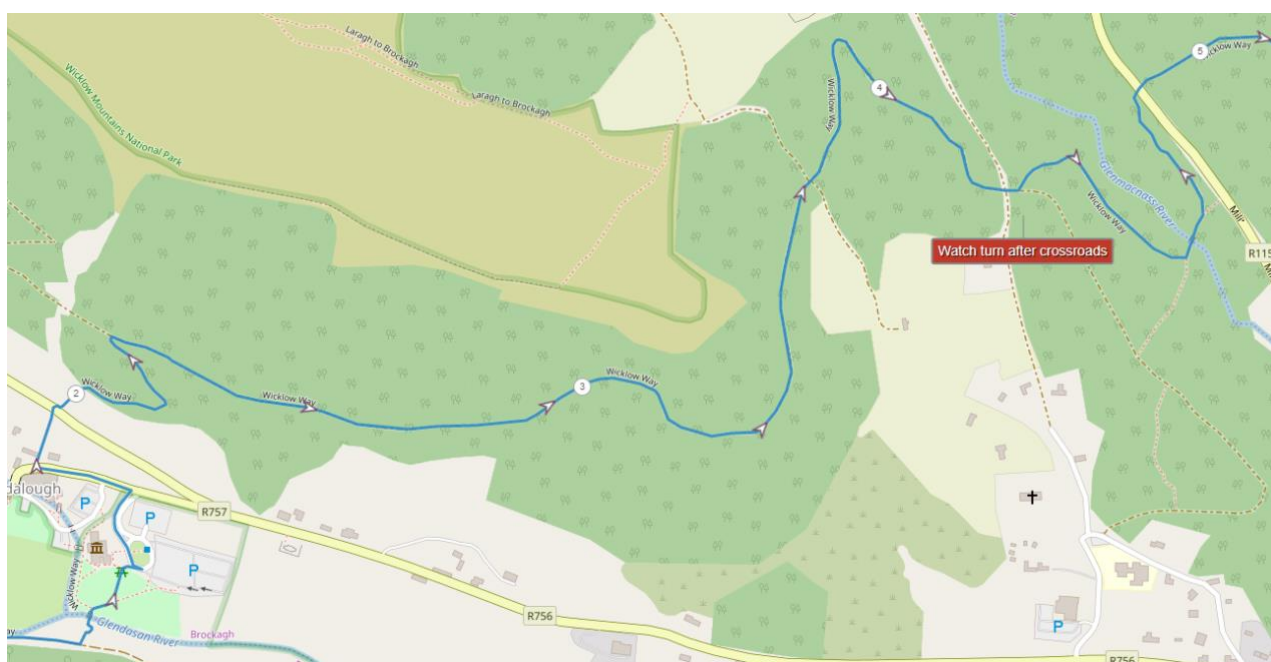 Laragh to Brockagh
Laragh to Brockagh
Wicklow Mountains National Park
Wicklow Way
4
5
Wicklow Way
Glenmacnass River
Wicklow Way
R115
Watch turn after crossroads
2
Wicklow Way
Wicklow Way
3
Wicklow Way
dalough
P
P
P
R757
Wicklow Way
Glendasan River
Brockagh
R756
P
R756